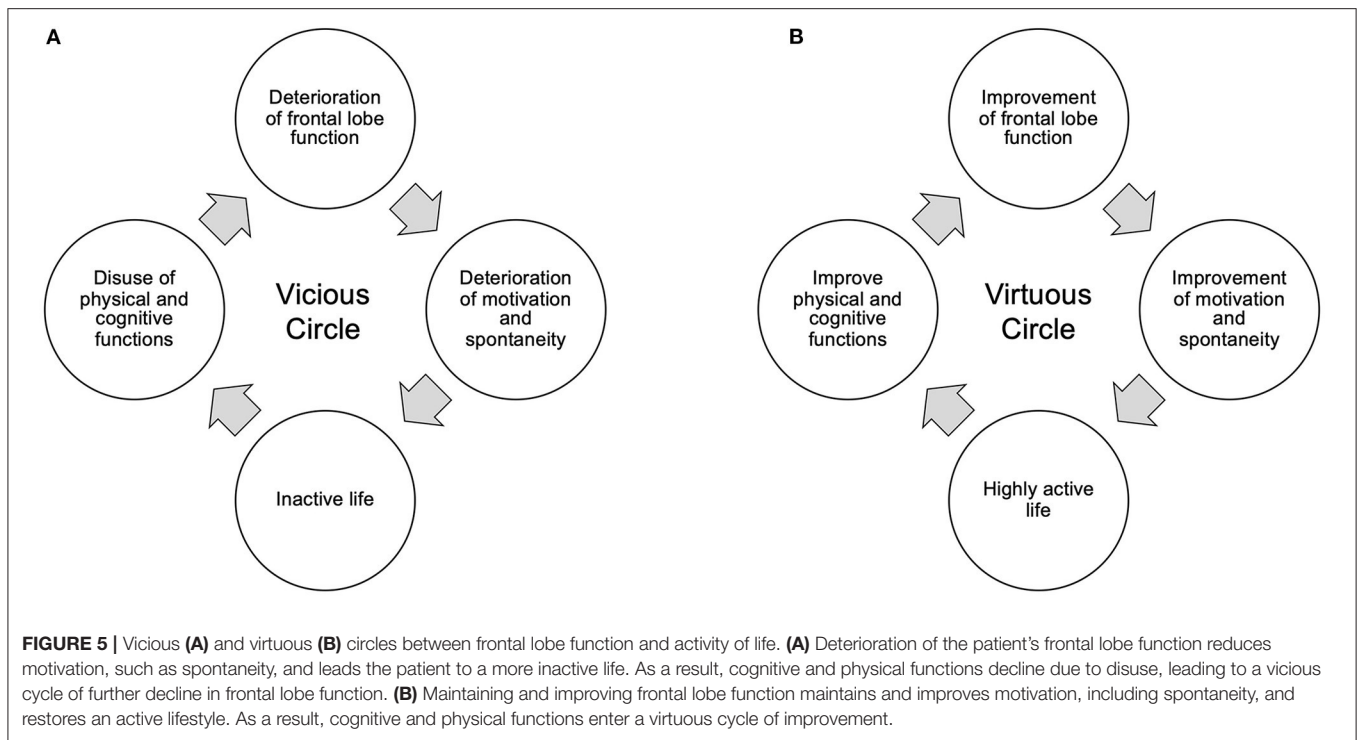 A
Deterioration
of frontal lobe
function
Disuse of
physical and
cognitive
functions
Vicious
Circle
Deterioration
of motivation
and
spontaneity
Inactive life
B
Improvement
of frontal lobe
function
Improve
physical and
cognitive
functions
Virtuous
Circle
Improvement
of motivation
and
spontaneity
Highly active
life
FIGURE 5 | Vicious (A) and virtuous (B) circles between frontal lobe function and activity of life. (A) Deterioration of the patient's frontal lobe function reduces
motivation, such as spontaneity, and leads the patient to a more inactive life. As a result, cognitive and physical functions decline due to disuse, leading to a vicious
cycle of further decline in frontal lobe function. (B) Maintaining and improving frontal lobe function maintains and improves motivation, including spontaneity, and
restores an active lifestyle. As a result, cognitive and physical functions enter a virtuous cycle of improvement.